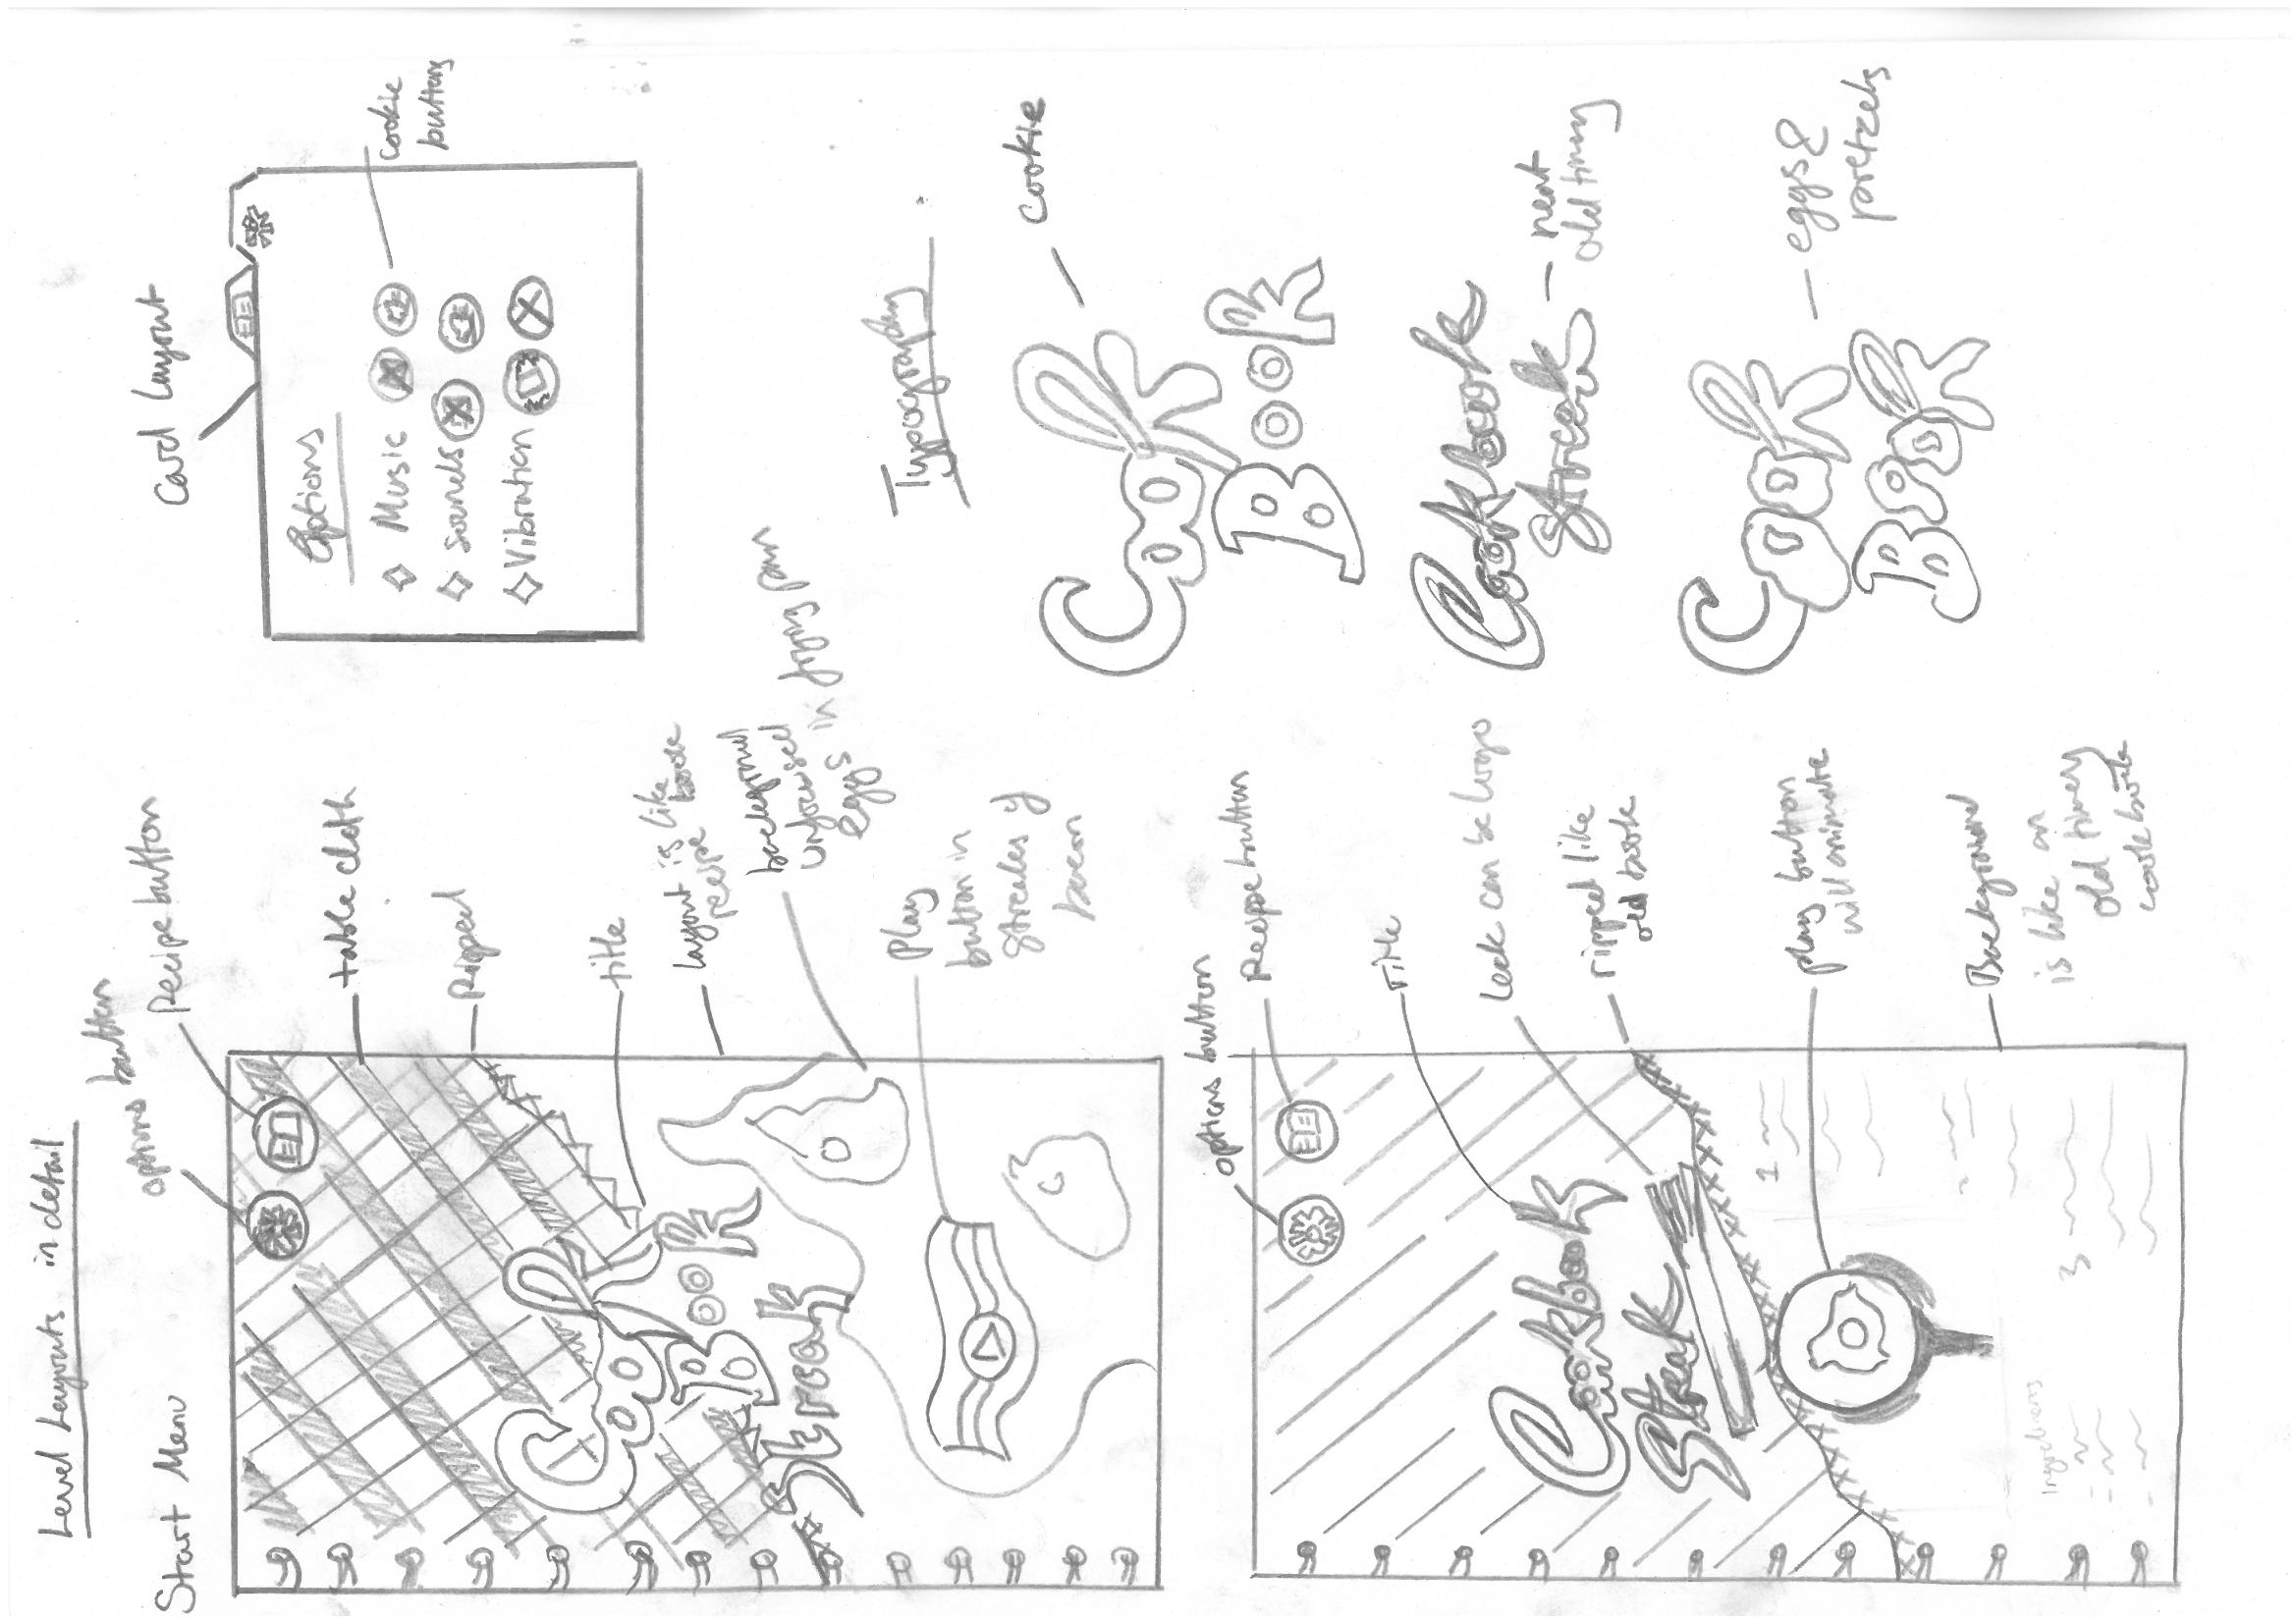 Level Layouts in detail
Start Menu
options button
Recipe button
table cloth
Ripped
title
layout is like
recipe book
background
unfocused
eggs in frying pan
Play
button in
streaks of
bacon
Cook
Book
Streak
Card Layout
Options
Music
Sounds
Vibration
cookie
buttons
Typography
Cook
Book
cookie
Cookbook
Streak
neat
old timey
Cook
Book
eggs &
pretzels
options button
Recipe button
Title
Leek can be logo
ripped like
old book
play button
will animate
Background
is like an
old timey
cook book
Cookbook
Streak
1
3
Ingredients